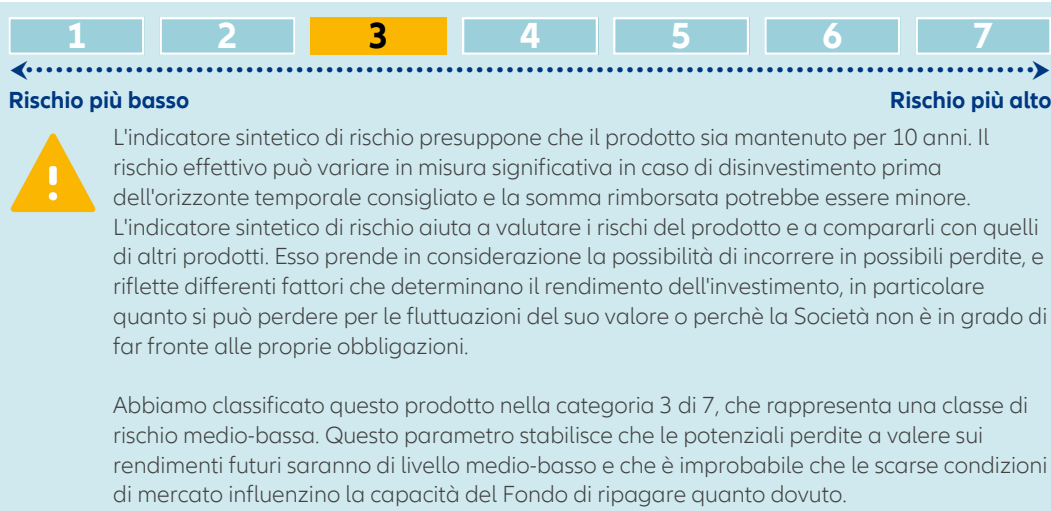 1 2 3 4 5 6 7
Rischio più basso Rischio più alto
L'indicatore sintetico di rischio presuppone che il prodotto sia mantenuto per 10 anni. Il
rischio effettivo può variare in misura significativa in caso di disinvestimento prima
dell'orizzonte temporale consigliato e la somma rimborsata potrebbe essere minore.
L'indicatore sintetico di rischio aiuta a valutare i rischi del prodotto e a compararli con quelli
di altri prodotti. Esso prende in considerazione la possibilità di incorrere in possibili perdite, e
riflette differenti fattori che determinano il rendimento dell'investimento, in particolare
quanto si può perdere per le fluttuazioni del suo valore o perchè la Società non è in grado di
far fronte alle proprie obbligazioni.
Abbiamo classificato questo prodotto nella categoria 3 di 7, che rappresenta una classe di
rischio medio-bassa. Questo parametro stabilisce che le potenziali perdite a valere sui
rendimenti futuri saranno di livello medio-basso e che è improbabile che le scarse condizioni
di mercato influenzino la capacità del Fondo di ripagare quanto dovuto.